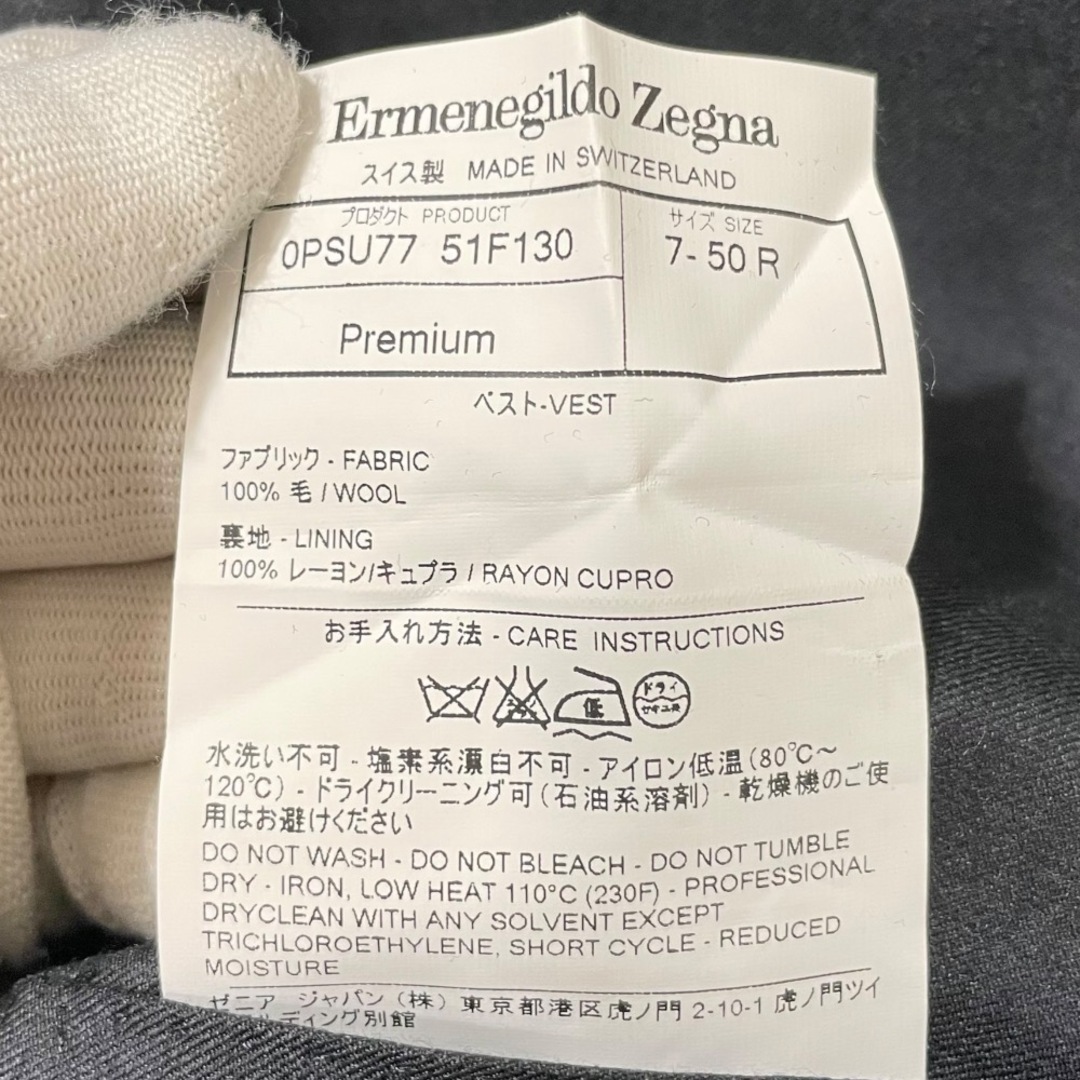 Ermenegildo Zegna
スイス製 MADE IN SWITZERLAND
プロダクト PRODUCT
0PSU77 51F130
サイズ SIZE
7- 50 R
Premium
ベスト-VEST
ファブリック - FABRIC
100% 毛 / WOOL
裏地 - LINING
100% レーヨン/キュプラ / RAYON CUPRO
お手入れ方法 - CARE INSTRUCTIONS
低
ドライ
セキユ系
水洗い不可 - 塩素系漂白不可 - アイロン低温(80℃〜
120℃) - ドライクリーニング可(石油系溶剤) - 乾燥機のご使
用はお避けください
DO NOT WASH - DO NOT BLEACH - DO NOT TUMBLE
DRY - IRON, LOW HEAT 110°C (230F) - PROFESSIONAL
DRYCLEAN WITH ANY SOLVENT EXCEPT
TRICHLOROETHYLENE, SHORT CYCLE - REDUCED
MOISTURE
ゼニア ジャパン (株) 東京都港区虎ノ門 2-10-1 虎ノ門ツイ
ディング別館